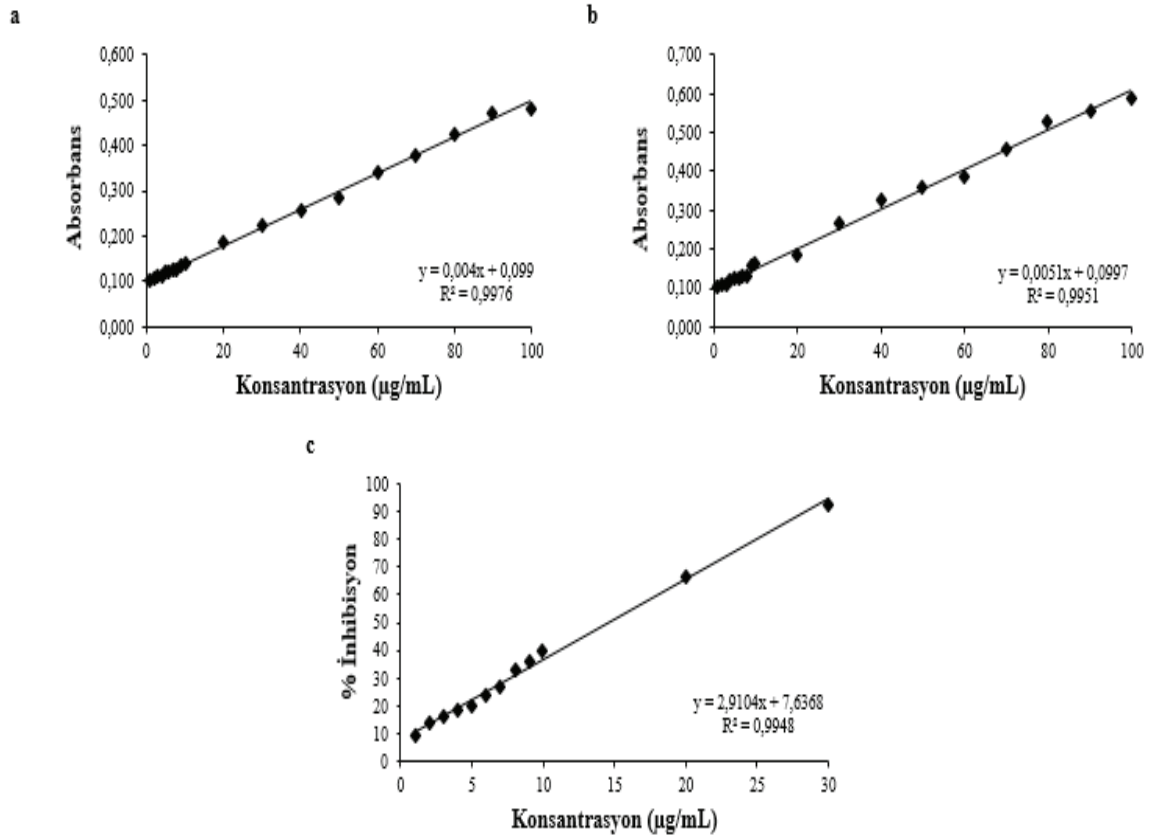 a
0,600
0,500
0,400
0,300
0,200
0,100
0,000
Absorbans
y = 0,004x + 0,099
R² = 0,9976
0 20 40 60 80 100
Konsantrasyon (µg/mL)
b
0,700
0,600
0,500
0,400
0,300
0,200
0,100
0,000
Absorbans
y = 0,0051x + 0,0997
R² = 0,9951
0 20 40 60 80 100
Konsantrasyon (µg/mL)
c
100
90
80
70
60
50
40
30
20
10
0
% İnhibisyon
y = 2,9104x + 7,6368
R² = 0,9948
0 5 10 15 20 25 30
Konsantrasyon (µg/mL)